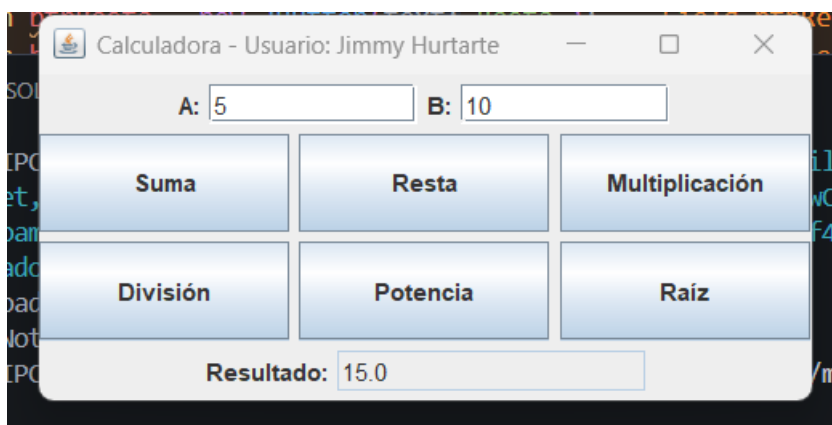 Calculadora - Usuario: Jimmy Hurtarte
A: 5 B: 10
Suma Resta Multiplicación
División Potencia Raíz
Resultado: 15.0